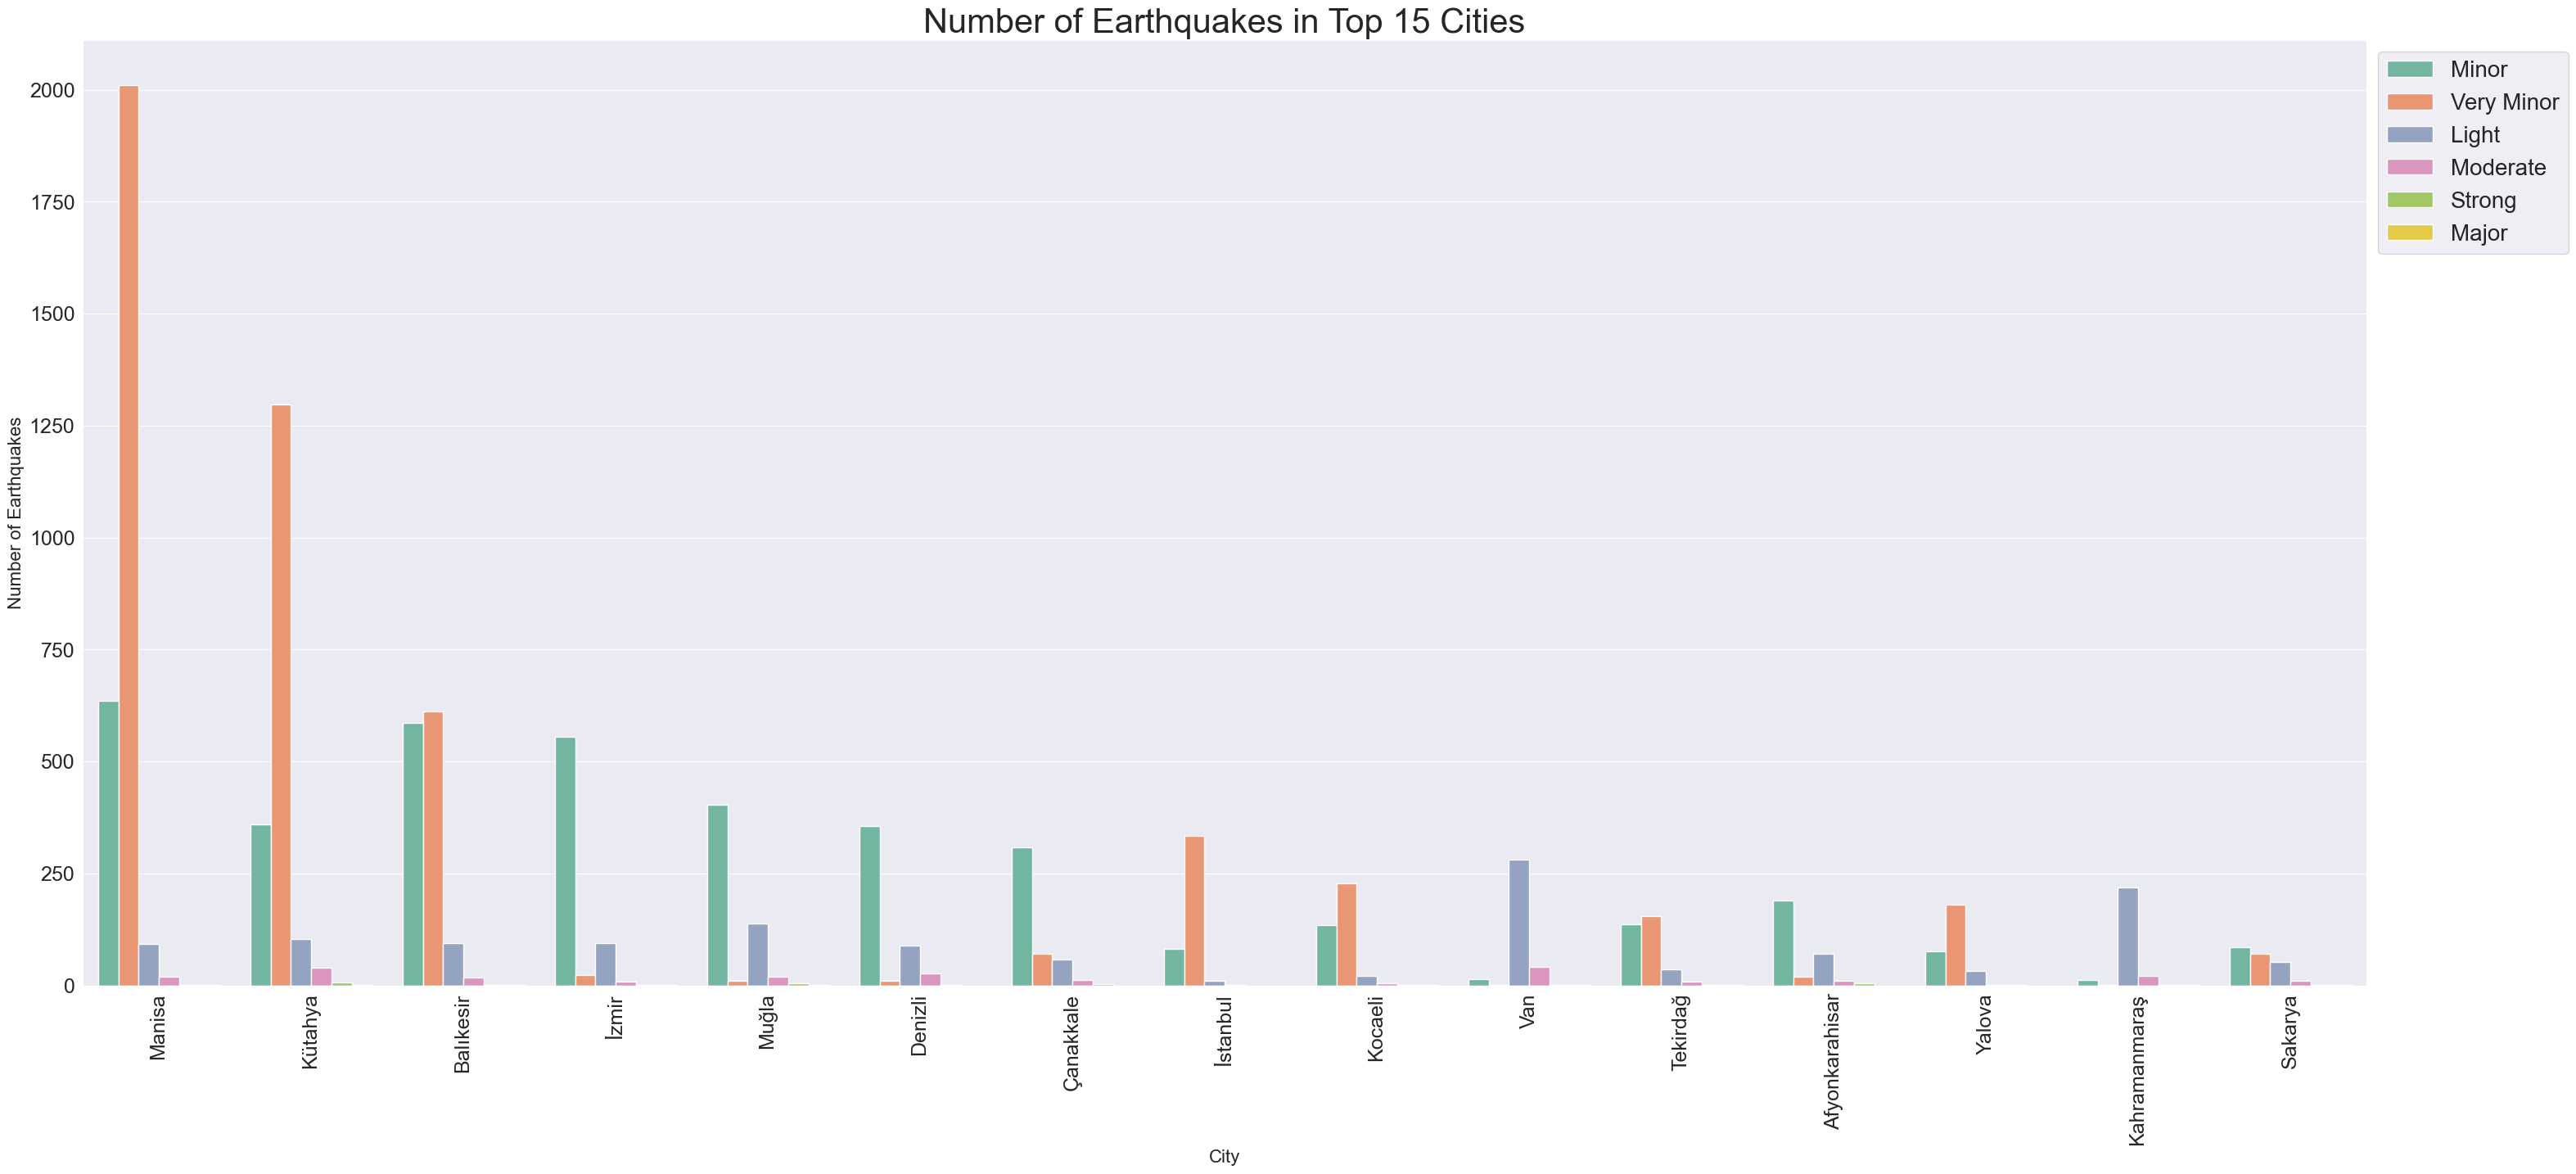 Number of Earthquakes in Top 15 Cities
Minor
Very Minor
Light
Moderate
Strong
Major
Number of Earthquakes
2000
1750
1500
1250
1000
750
500
250
0
Manisa
Kütahya
Balıkesir
Izmir
Muğla
Denizli
Çanakkale
Istanbul
Kocaeli
Van
Tekirdağ
Afyonkarahisar
Yalova
Kahramanmaraş
Sakarya
City